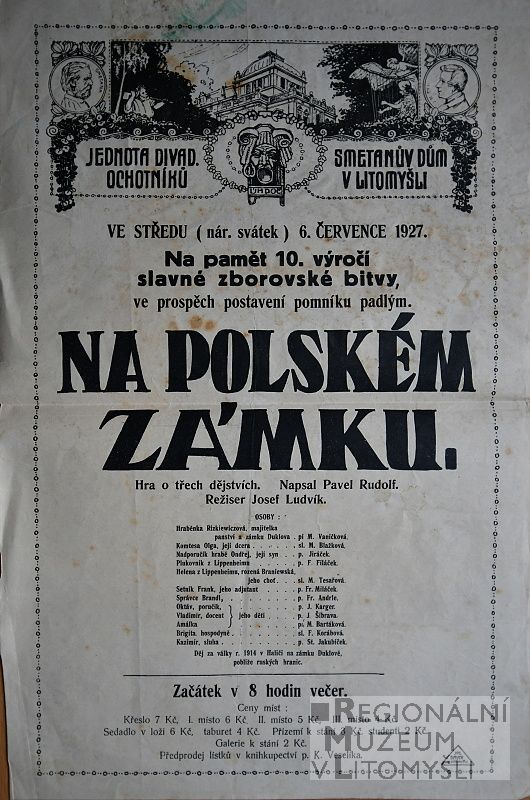 JEDNOTA DIVAD.
OCHOTNÍKŮ
SMETANŮV DŮM
V LITOMYŠLI
VE STŘEDU ( nár. svátek ) 6. ČERVENCE 1927.
Na pamět 10. výročí
slavné zborovské bitvy,
ve prospěch postavení pomníku padlým.
NA POLSKÉM
ZÁMKU.
Hra o třech dějstvích. Napsal Pavel Rudolf.
Režiser Josef Ludvík.
OSOBY :
Hraběnka Rizkiewiczová, majitelka
panství a zámku Duklova . pí M. Vaníčková.
Komtesa Olga, její dcera . . . . . sl. M. Blažková.
Nadporučík hrabě Ondřej, její syn . . p. Jiráček.
Plukovník z Lippenheimu . . . . . p. F. Filáček.
Helena z Lippenheimu, rozená Braniewská,
jeho choť . . . sl. M. Tesařová.
Setník Frank, jeho adjutant . . . . p. Fr. Miláček.
Správce Brandl, . . . . . . . . p. Fr. Andrle.
Oktáv, poručík, . . . . . p. J. Karger.
Vladimír, docent } jeho děti . . . p. J. Šibrava.
Amálka . . . . . pí M. Bartáková.
Brigita, hospodyně . . . . . . . sl. F. Korábová.
Kazimír, sluha . . . . . . . . p. St. Jakubíček.
Děj za války r. 1914 v Haliči na zámku Duklově,
poblíže ruských hranic.
Začátek v 8 hodin večer.
Ceny míst :
Křeslo 7 Kč, I. místo 6 Kč, II. místo 5 Kč, III. místo 4 Kč.
Sedadlo v loži 6 Kč, taburet 4 Kč. Přízemí k stání 3 Kč, studenti 2 Kč.
Galerie k stání 2 Kč.
Předprodej lístků v knihkupectví p. K. Veselíka.
REGIONÁLNÍ
MUZEUM
V LITOMYŠLI